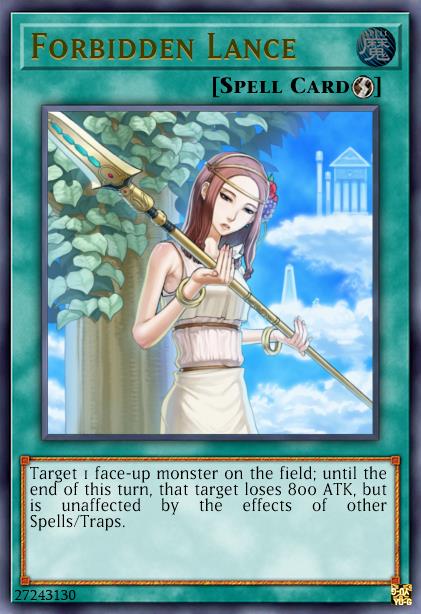 Forbidden Lance
[Spell Card]
Target 1 face-up monster on the field; until the
end of this turn, that target loses 800 ATK, but
is unaffected by the effects of other
Spells/Traps.
27243130